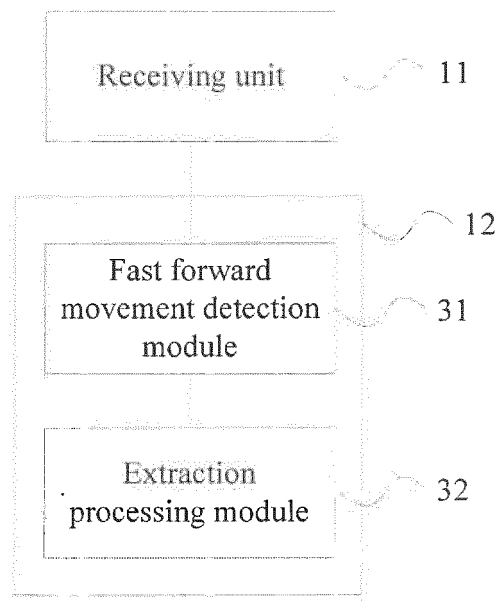 Receiving unit
11
12
Fast forward
movement detection
module
31
Extraction
processing module
32